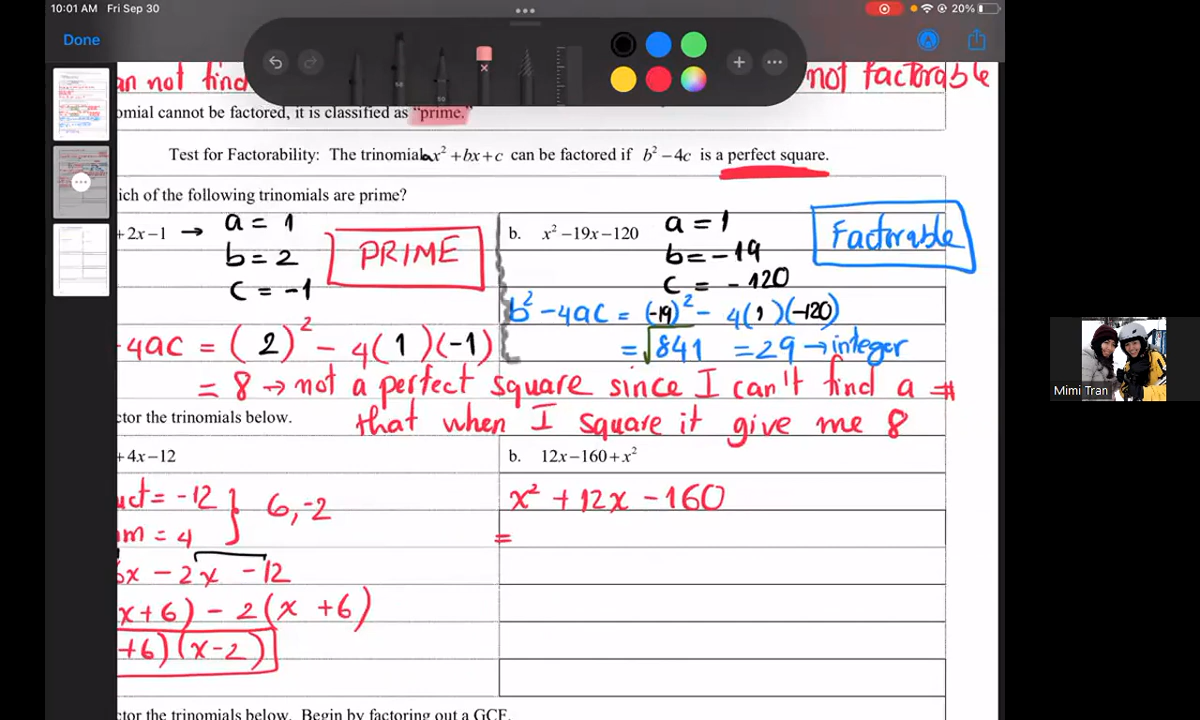 10:01 AM Fri Sep 30
20%
Done
an not find
not factorable
omial cannot be factored, it is classified as "prime."
Test for Factorability: The trinomial ax² + bx + c can be factored if b² − 4c is a perfect square.
ich of the following trinomials are prime?
+ 2x − 1 → a = 1
b = 2
c = −1
PRIME
− 4ac = (2)² − 4(1)(−1)
= 8 → not a perfect square since I can't find a #
that when I square it give me 8
b. x² − 19x − 120
a = 1
b = −19
c = −120
Factorable
b² − 4ac = (−19)² − 4(1)(−120)
= √841 = 29 → integer
ctor the trinomials below.
+ 4x − 12
uct = −12 } 6, −2
m = 4
6x − 2x − 12
x + 6) − 2(x + 6)
+6)(x − 2)
b. 12x − 160 + x²
x² + 12x − 160
=
ctor the trinomials below. Begin by factoring out a GCF.
Mimi Tran